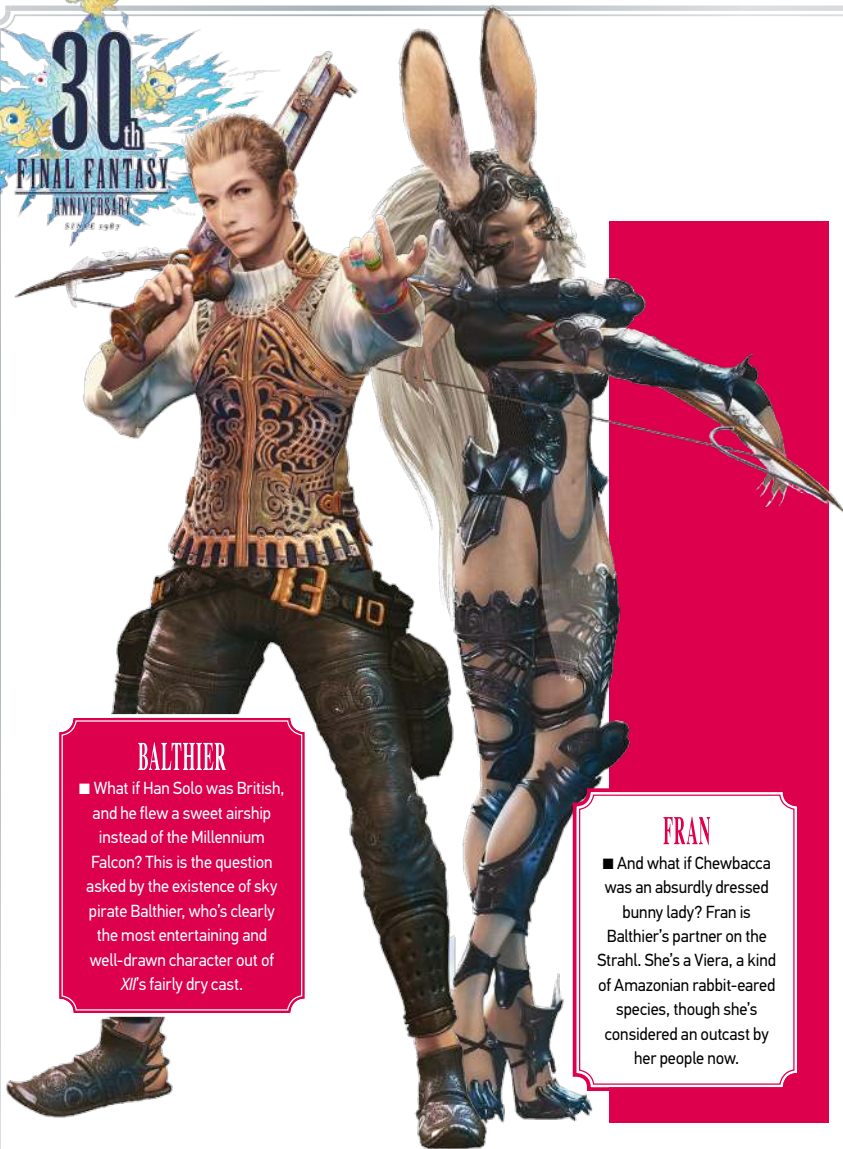 30th
FINAL FANTASY
ANNIVERSARY
SINCE 1987
BALTHIER
■ What if Han Solo was British,
and he flew a sweet airship
instead of the Millennium
Falcon? This is the question
asked by the existence of sky
pirate Balthier, who's clearly
the most entertaining and
well-drawn character out of
XII's fairly dry cast.
FRAN
■ And what if Chewbacca
was an absurdly dressed
bunny lady? Fran is
Balthier's partner on the
Strahl. She's a Viera, a kind
of Amazonian rabbit-eared
species, though she's
considered an outcast by
her people now.